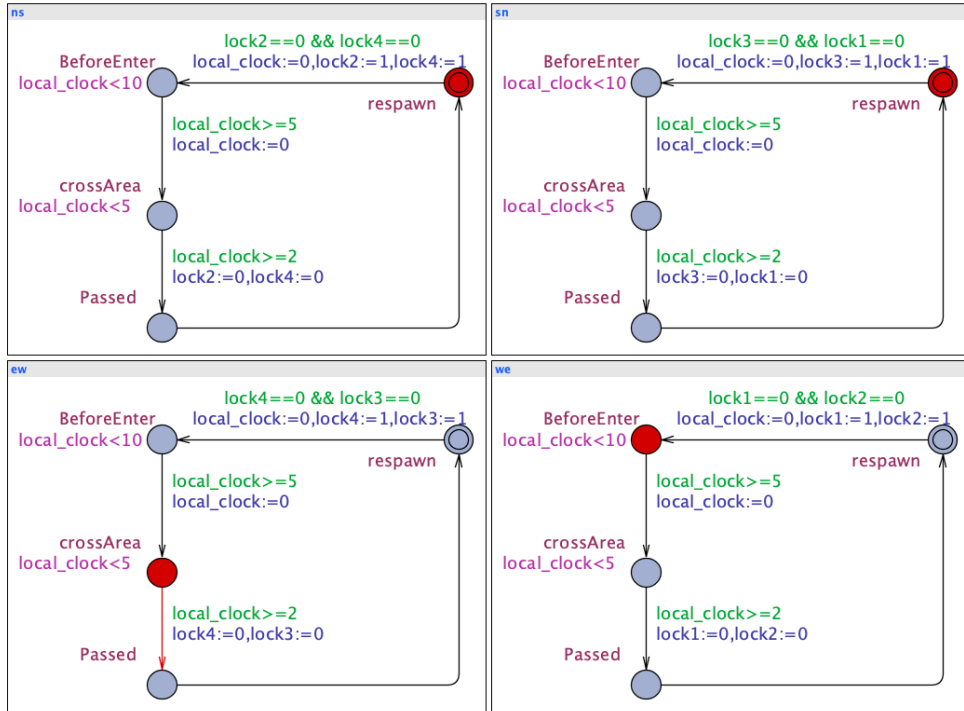 ns
lock2==0 && lock4==0
local_clock:=0,lock2:=1,lock4:=1
BeforeEnter
local_clock<10
respawn
local_clock>=5
local_clock:=0
crossArea
local_clock<5
local_clock>=2
lock2:=0,lock4:=0
Passed
sn
lock3==0 && lock1==0
local_clock:=0,lock3:=1,lock1:=1
BeforeEnter
local_clock<10
respawn
local_clock>=5
local_clock:=0
crossArea
local_clock<5
local_clock>=2
lock3:=0,lock1:=0
Passed
ew
lock4==0 && lock3==0
local_clock:=0,lock4:=1,lock3:=1
BeforeEnter
local_clock<10
respawn
local_clock>=5
local_clock:=0
crossArea
local_clock<5
local_clock>=2
lock4:=0,lock3:=0
Passed
we
lock1==0 && lock2==0
local_clock:=0,lock1:=1,lock2:=1
BeforeEnter
local_clock<10
respawn
local_clock>=5
local_clock:=0
crossArea
local_clock<5
local_clock>=2
lock1:=0,lock2:=0
Passed